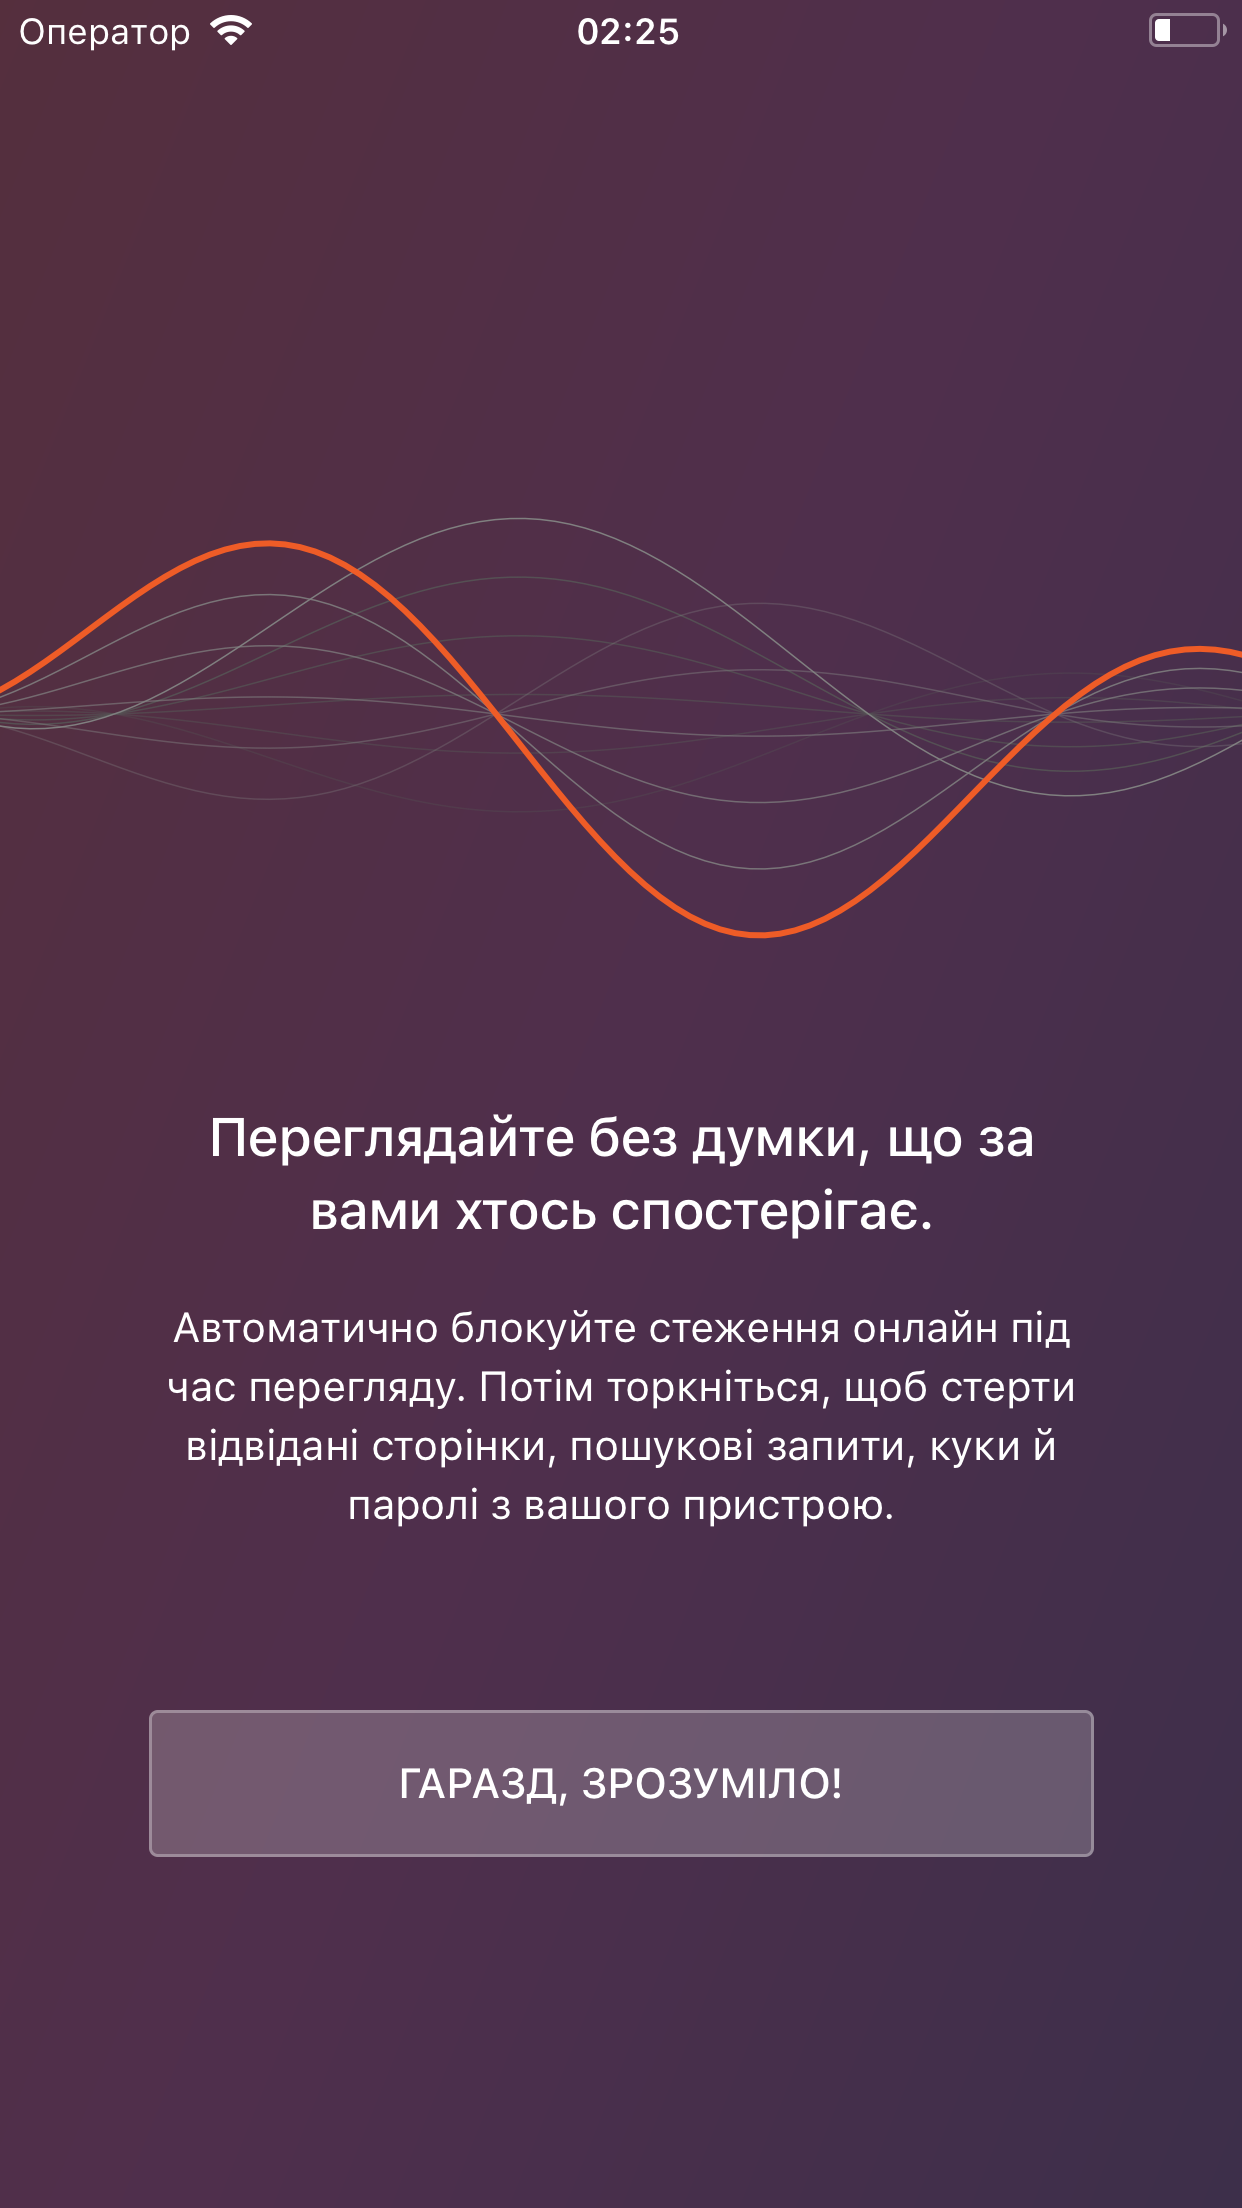 Оператор 02:25
Переглядайте без думки, що за
вами хтось спостерігає.
Автоматично блокуйте стеження онлайн під
час перегляду. Потім торкніться, щоб стерти
відвідані сторінки, пошукові запити, куки й
паролі з вашого пристрою.
ГАРАЗД, ЗРОЗУМІЛО!